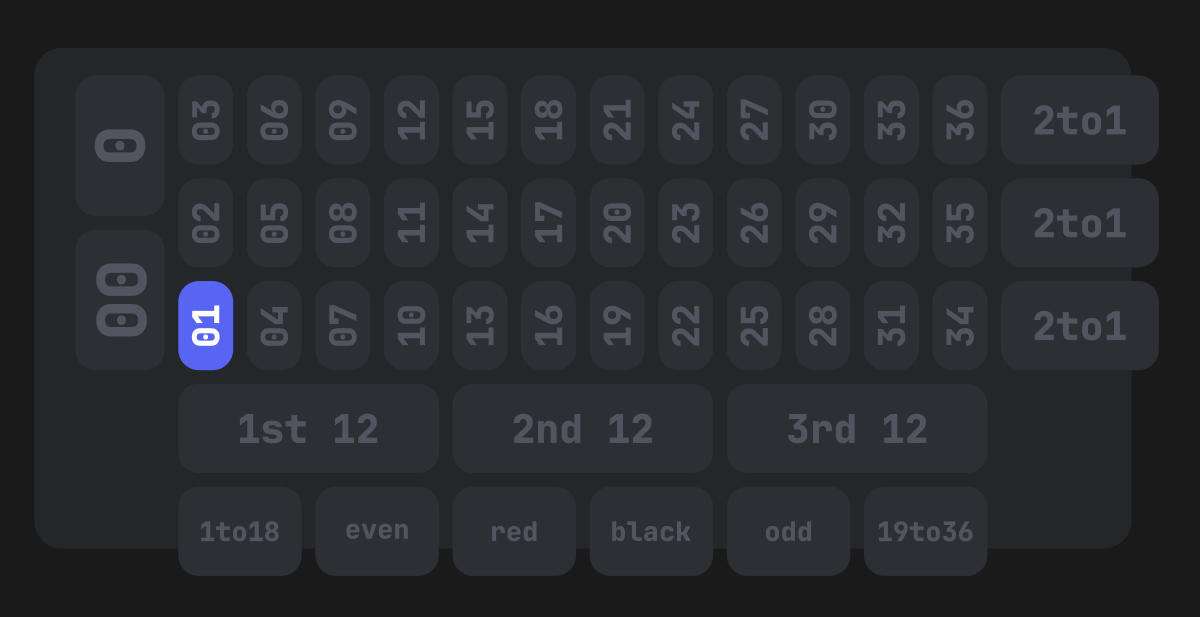 0
00
03 06 09 12 15 18 21 24 27 30 33 36 2to1
02 05 08 11 14 17 20 23 26 29 32 35 2to1
01 04 07 10 13 16 19 22 25 28 31 34 2to1
1st 12 2nd 12 3rd 12
1to18 even red black odd 19to36